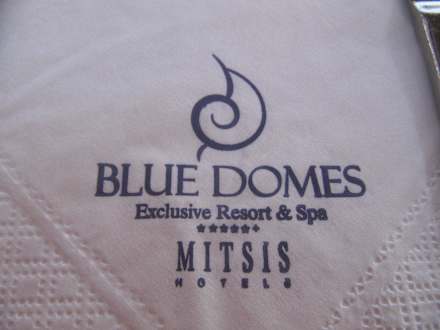 BLUE DOMES
Exclusive Resort & Spa
★★★★★+
MITSIS
HOTELS